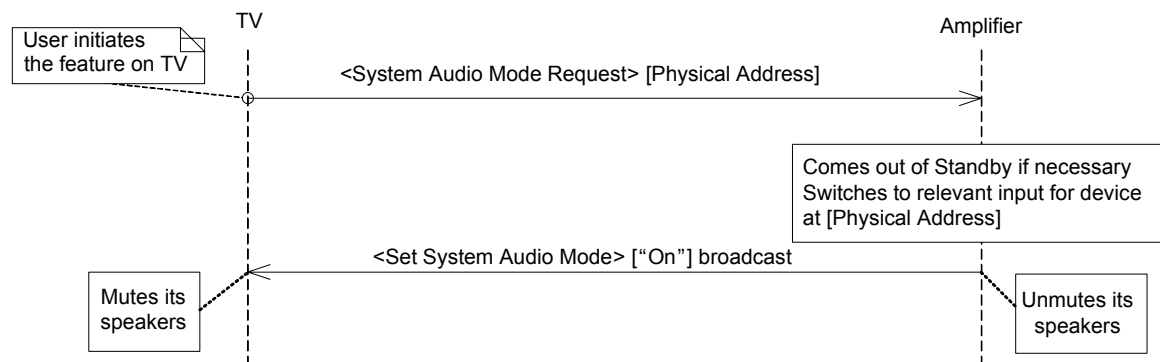 TV
Amplifier
User initiates
the feature on TV
<System Audio Mode Request> [Physical Address]
Comes out of Standby if necessary
Switches to relevant input for device
at [Physical Address]
<Set System Audio Mode> [“On”] broadcast
Mutes its
speakers
Unmutes its
speakers